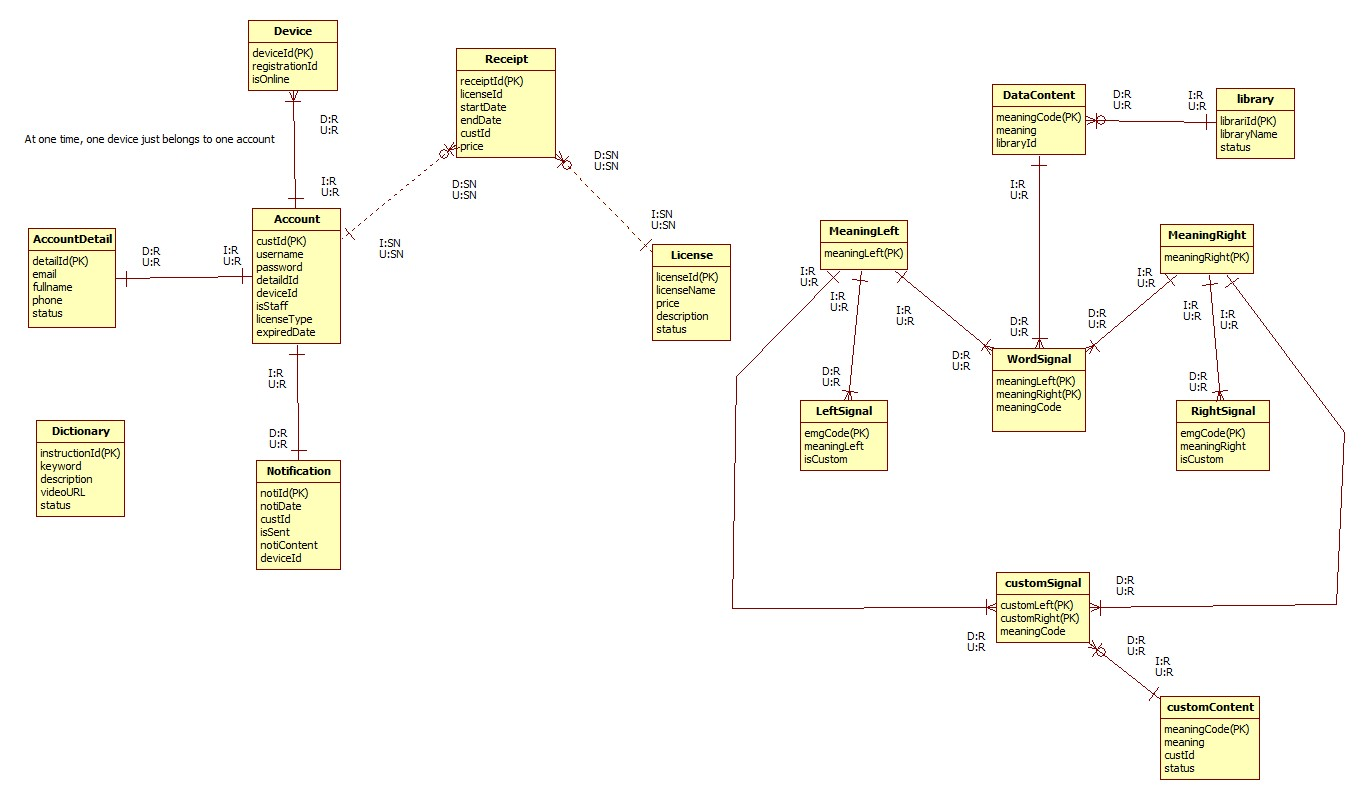 Device
deviceId(PK)
registrationId
isOnline
D:R
U:R
At one time, one device just belongs to one account
I:R
U:R
Receipt
receiptId(PK)
licenseId
startDate
endDate
custId
price
D:SN
U:SN
D:SN
U:SN
I:SN
U:SN
I:SN
U:SN
Account
custId(PK)
username
password
detaildId
deviceId
isStaff
licenseType
expiredDate
AccountDetail
detailId(PK)
email
fullname
phone
status
D:R
U:R
I:R
U:R
License
licenseId(PK)
licenseName
price
description
status
I:R
U:R
D:R
U:R
Notification
notiId(PK)
notiDate
custId
isSent
notiContent
deviceId
Dictionary
instructionId(PK)
keyword
description
videoURL
status
DataContent
meaningCode(PK)
meaning
libraryId
D:R
U:R
I:R
U:R
library
librariId(PK)
libraryName
status
I:R
U:R
MeaningLeft
meaningLeft(PK)
MeaningRight
meaningRight(PK)
I:R
U:R
I:R
U:R
I:R
U:R
I:R
U:R
I:R
U:R
I:R
U:R
D:R
U:R
D:R
U:R
D:R
U:R
WordSignal
meaningLeft(PK)
meaningRight(PK)
meaningCode
D:R
U:R
D:R
U:R
LeftSignal
emgCode(PK)
meaningLeft
isCustom
RightSignal
emgCode(PK)
meaningRight
isCustom
customSignal
customLeft(PK)
customRight(PK)
meaningCode
D:R
U:R
D:R
U:R
D:R
U:R
I:R
U:R
customContent
meaningCode(PK)
meaning
custId
status